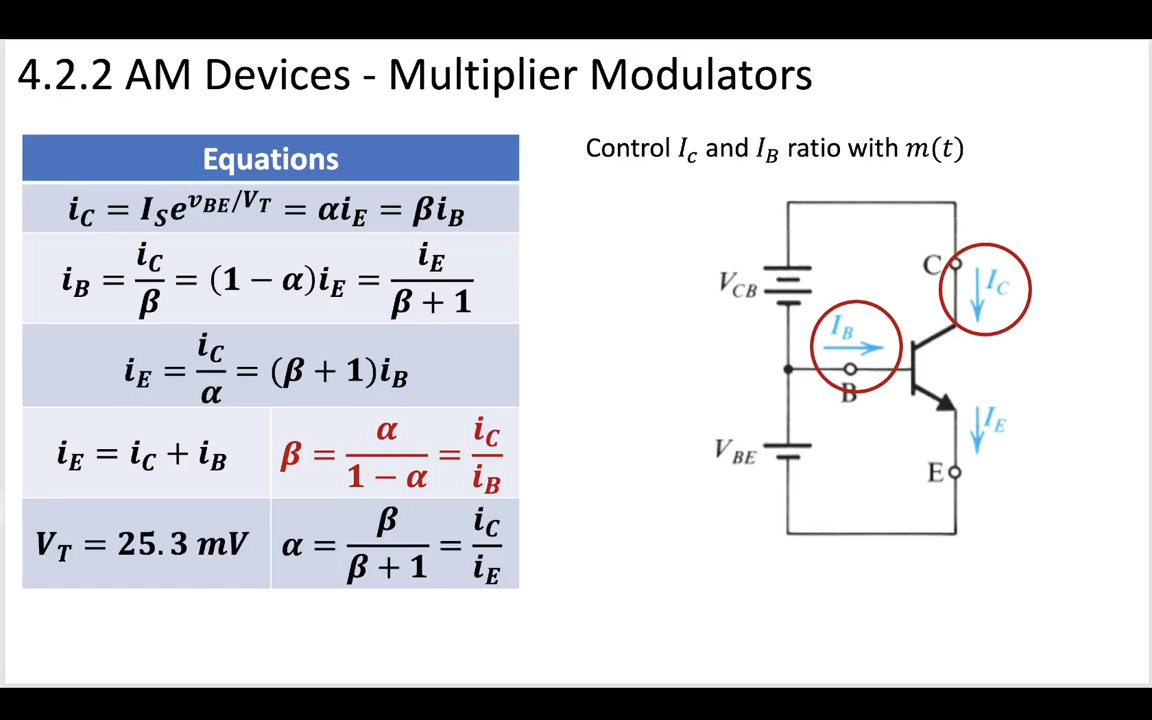 4.2.2 AM Devices - Multiplier Modulators
Equations
i_C = I_S e^{v_{BE}/V_T} = αi_E = βi_B
i_B = i_C/β = (1 − α)i_E = i_E/(β + 1)
i_E = i_C/α = (β + 1)i_B
i_E = i_C + i_B
β = α/(1 − α) = i_C/i_B
V_T = 25.3 mV
α = β/(β + 1) = i_C/i_E
Control I_c and I_B ratio with m(t)
C
I_C
V_CB
I_B
B
I_E
V_BE
E